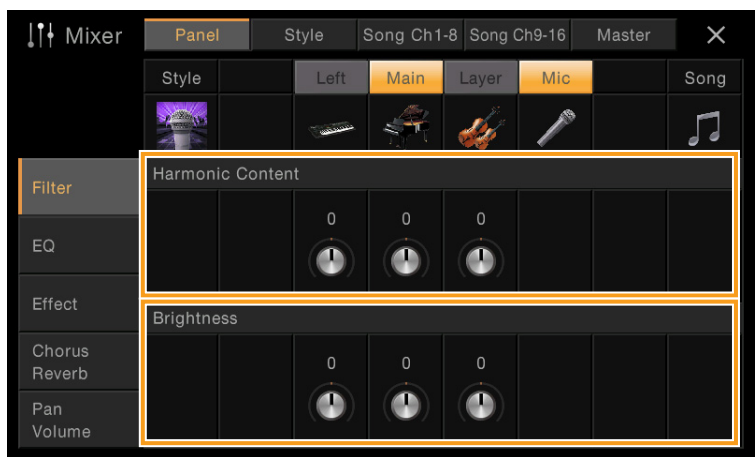 Mixer
Panel
Style
Song Ch1-8
Song Ch9-16
Master
Style
Left
Main
Layer
Mic
Song
Filter
EQ
Effect
Chorus
Reverb
Pan
Volume
Harmonic Content
0
0
0
Brightness
0
0
0